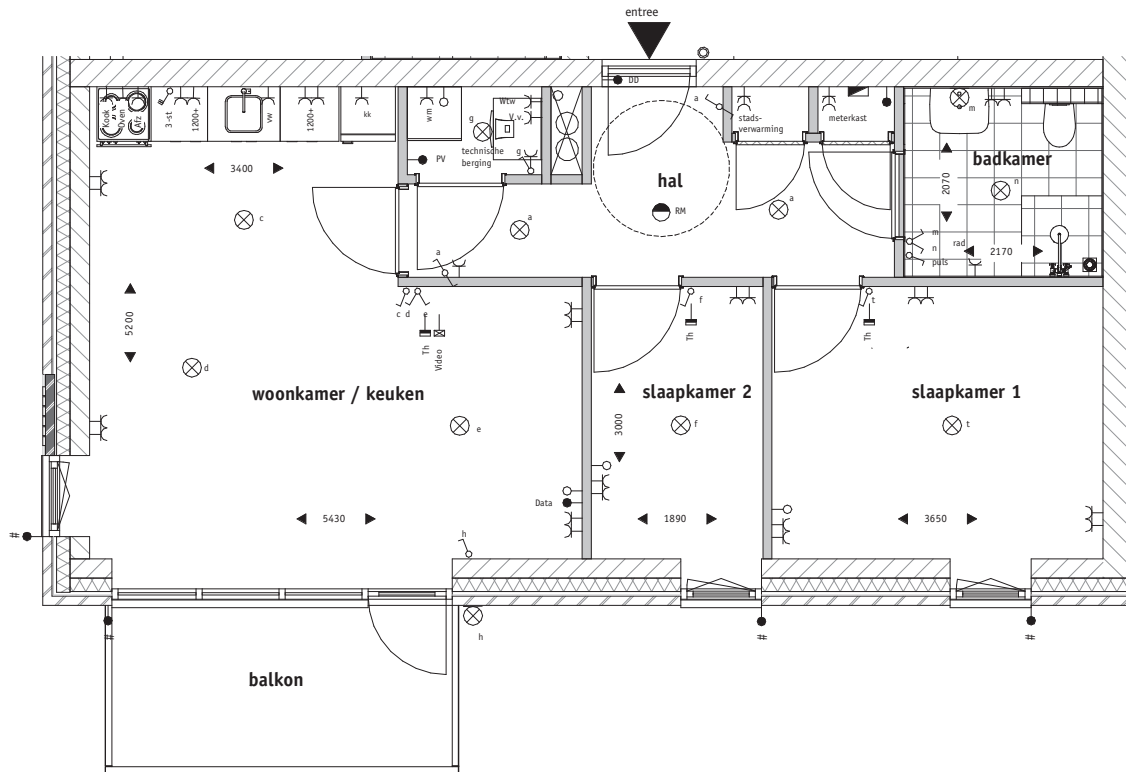 entree
DD
Kook
Oven
Afz
3-st
1200+
vw
1200+
kk
wm
g
Wtw
V.v.
g
technische
berging
PV
a
stads-
verwarming
meterkast
m
badkamer
n
2070
m
n
puls
rad
2170
3400
hal
RM
c
a
a
a
c d e
Th
Video
f
Th
t
Th
5200
d
woonkamer / keuken
e
slaapkamer 2
f
3000
slaapkamer 1
t
Data
5430
1890
3650
h
#
#
#
#
h
balkon